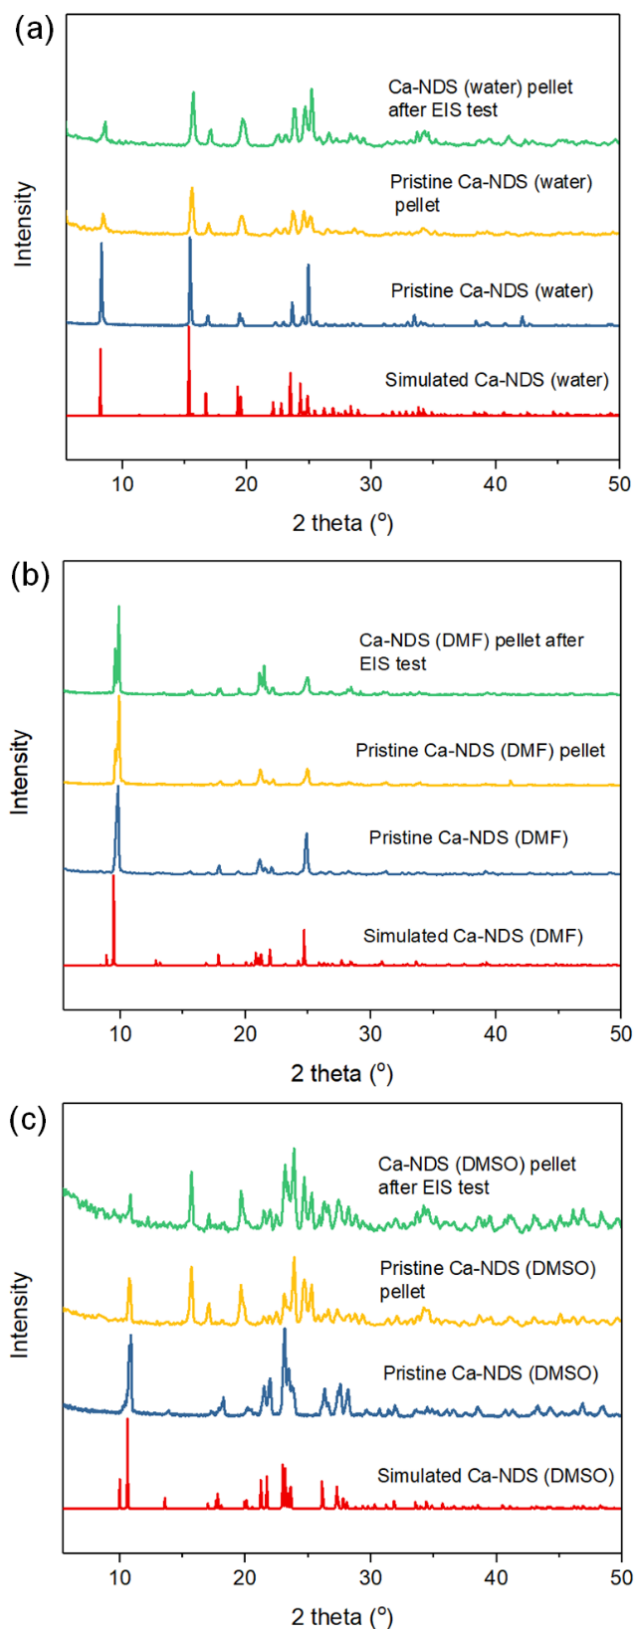 (a)
Ca-NDS (water) pellet
after EIS test
Pristine Ca-NDS (water)
pellet
Pristine Ca-NDS (water)
Simulated Ca-NDS (water)
Intensity
10 20 30 40 50
2 theta (°)
(b)
Ca-NDS (DMF) pellet after
EIS test
Pristine Ca-NDS (DMF) pellet
Pristine Ca-NDS (DMF)
Simulated Ca-NDS (DMF)
Intensity
10 20 30 40 50
2 theta (°)
(c)
Ca-NDS (DMSO) pellet
after EIS test
Pristine Ca-NDS (DMSO)
pellet
Pristine Ca-NDS (DMSO)
Simulated Ca-NDS (DMSO)
Intensity
10 20 30 40 50
2 theta (°)